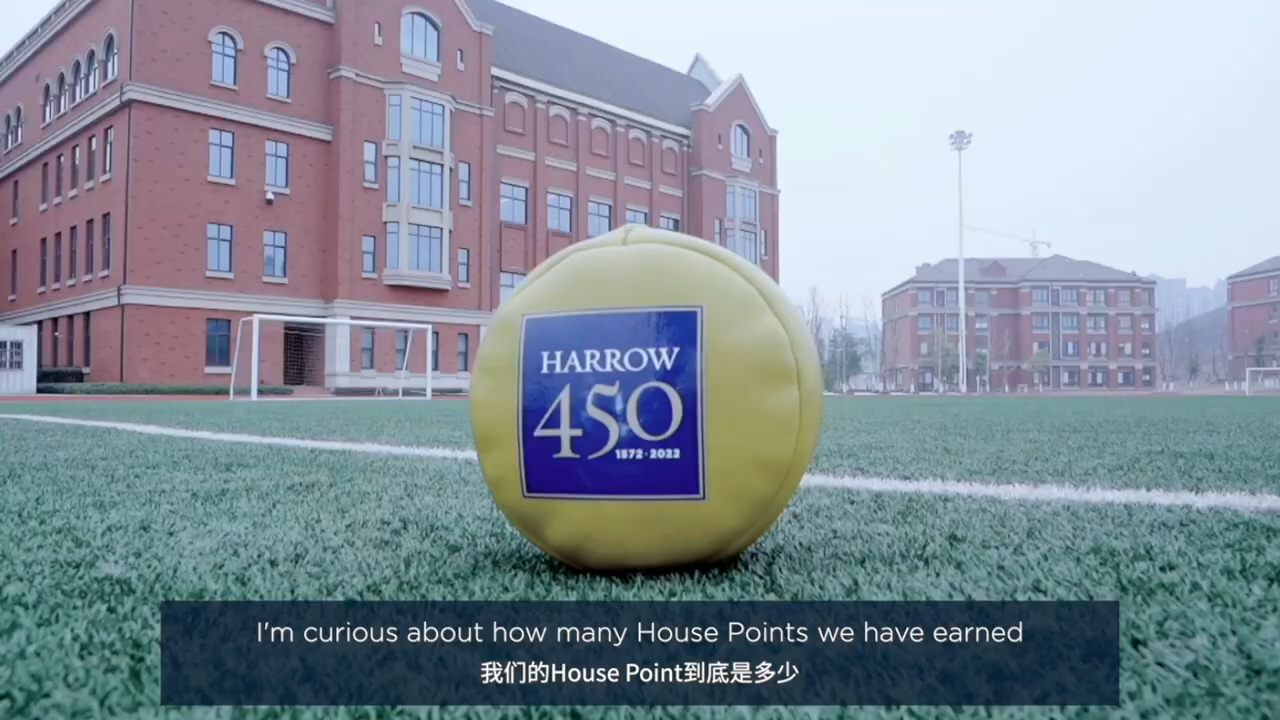 HARROW
450
1572·2022
I'm curious about how many House Points we have earned
我们的House Point到底是多少